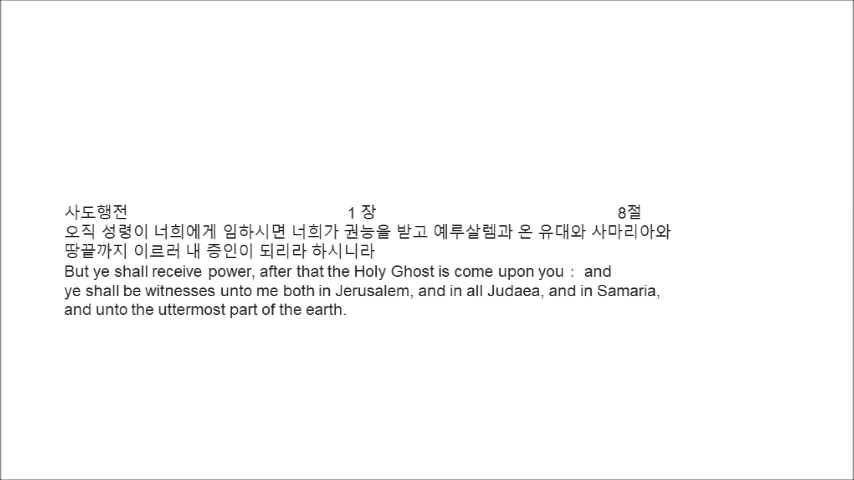 사도행전 1 장 8절
오직 성령이 너희에게 임하시면 너희가 권능을 받고 예루살렘과 온 유대와 사마리아와
땅끝까지 이르러 내 증인이 되리라 하시니라
But ye shall receive power, after that the Holy Ghost is come upon you : and
ye shall be witnesses unto me both in Jerusalem, and in all Judaea, and in Samaria,
and unto the uttermost part of the earth.